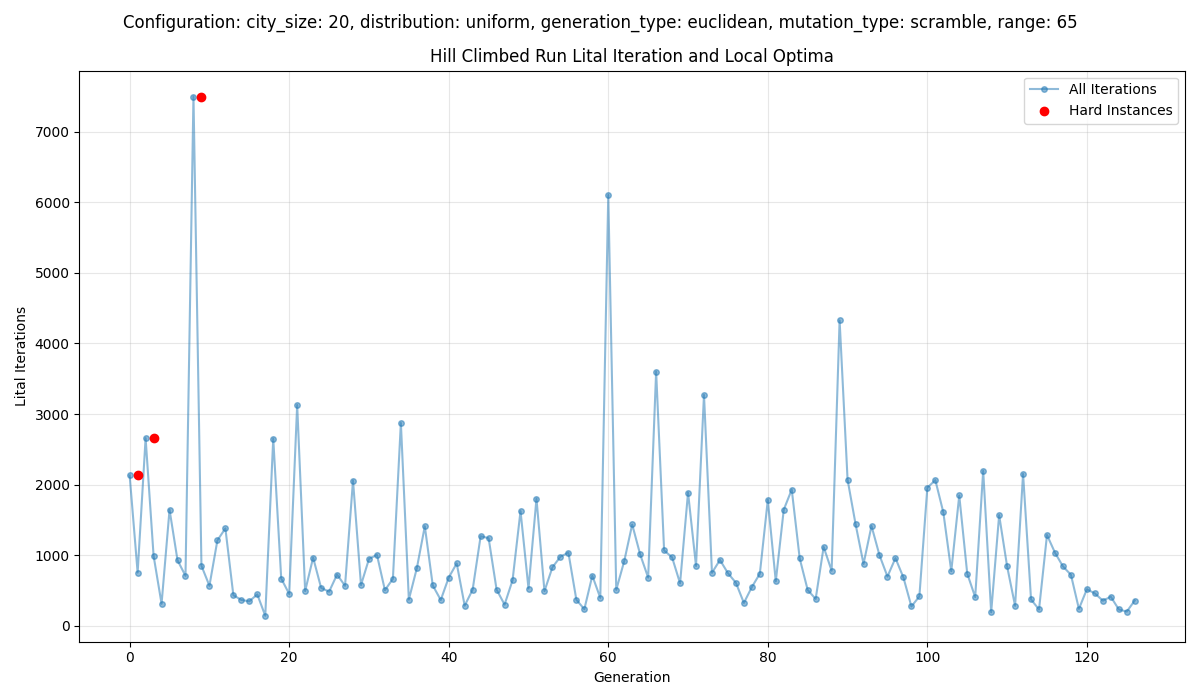 Configuration: city_size: 20, distribution: uniform, generation_type: euclidean, mutation_type: scramble, range: 65
Hill Climbed Run Lital Iteration and Local Optima
All Iterations
Hard Instances
Lital Iterations
7000
6000
5000
4000
3000
2000
1000
0
0 20 40 60 80 100 120
Generation